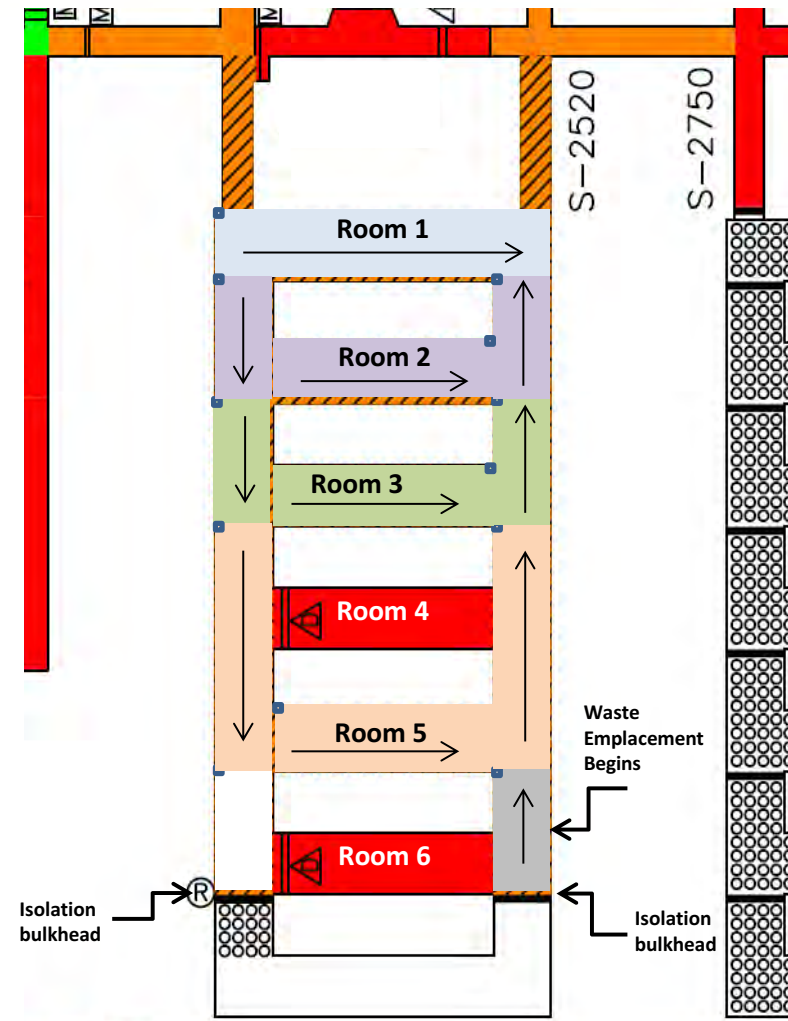 M
M
S-2520
S-2750
Room 1
Room 2
Room 3
Room 4
Room 5
Waste
Emplacement
Begins
Room 6
R
Isolation
bulkhead
Isolation
bulkhead